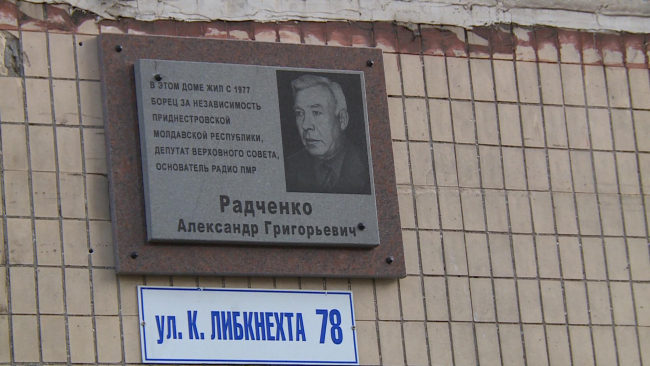 В ЭТОМ ДОМЕ ЖИЛ С 1977
БОРЕЦ ЗА НЕЗАВИСИМОСТЬ
ПРИДНЕСТРОВСКОЙ
МОЛДАВСКОЙ РЕСПУБЛИКИ,
ДЕПУТАТ ВЕРХОВНОГО СОВЕТА,
ОСНОВАТЕЛЬ РАДИО ПМР
Радченко
Александр Григорьевич
ул. К. ЛИБКНЕХТА 78